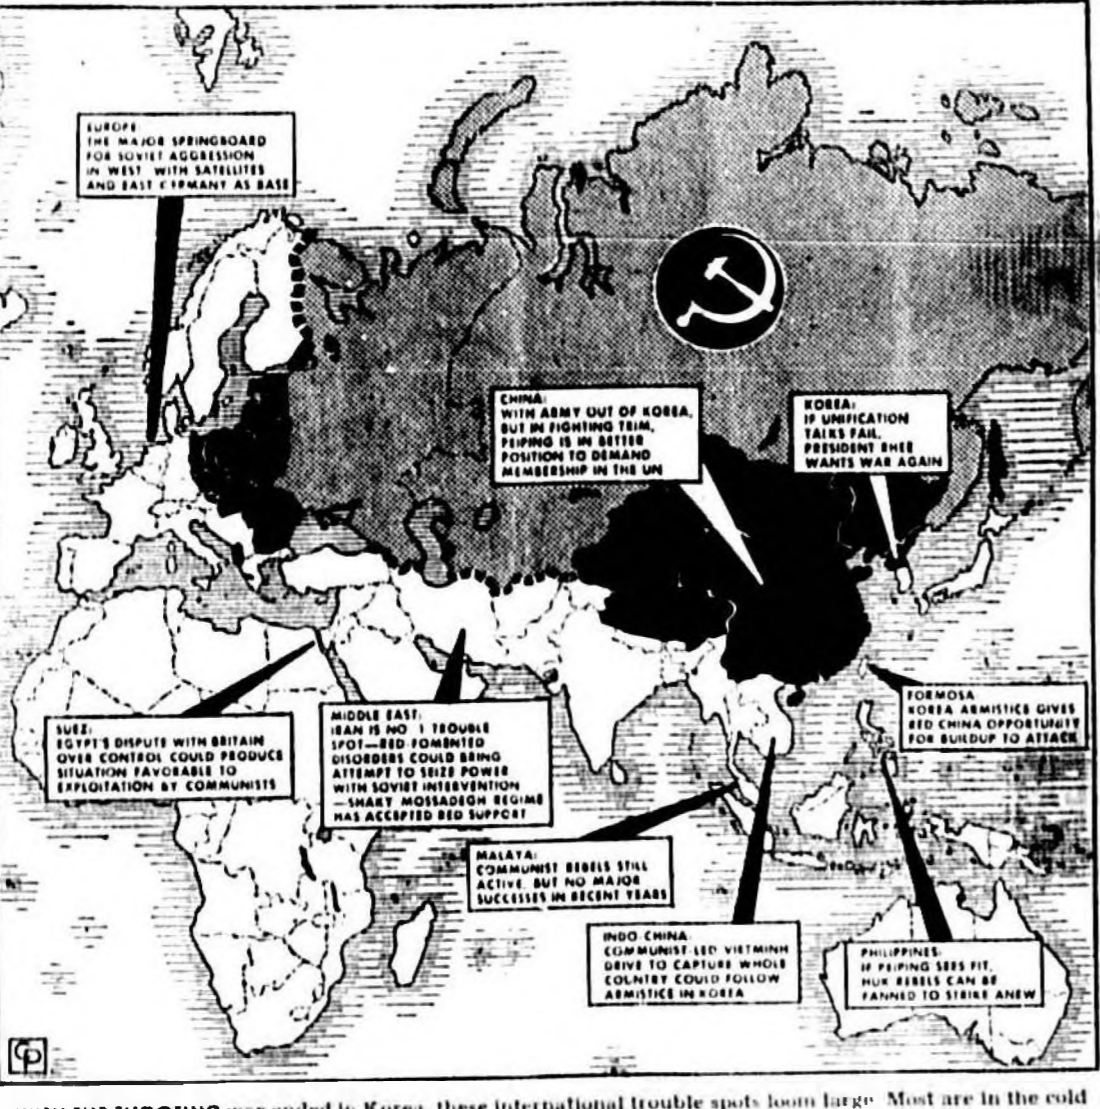 EUROPE
THE MAJOR SPRINGBOARD
FOR SOVIET AGGRESSION
IN WEST WITH SATELLITES
AND EAST GERMANY AS BASE
CHINA:
WITH ARMY OUT OF KOREA,
BUT IN FIGHTING TRIM,
PEIPING IS IN BETTER
POSITION TO DEMAND
MEMBERSHIP IN THE UN
KOREA:
IF UNIFICATION
TALKS FAIL,
PRESIDENT RHEE
WANTS WAR AGAIN
SUEZ:
EGYPT'S DISPUTE WITH BRITAIN
OVER CONTROL COULD PRODUCE
SITUATION FAVORABLE TO
EXPLOITATION BY COMMUNISTS
MIDDLE EAST:
IRAN IS NO 1 TROUBLE
SPOT—RED-FOMENTED
DISORDERS COULD BRING
ATTEMPT TO SEIZE POWER
WITH SOVIET INTERVENTION
—SHAKY MOSSADEGH REGIME
HAS ACCEPTED RED SUPPORT
FORMOSA
KOREA ARMISTICE GIVES
RED CHINA OPPORTUNITY
FOR BUILDUP TO ATTACK
MALAYA:
COMMUNIST REBELS STILL
ACTIVE, BUT NO MAJOR
SUCCESSES IN RECENT YEARS
INDO-CHINA:
COMMUNIST-LED VIETMINH
DRIVE TO CAPTURE WHOLE
COUNTRY COULD FOLLOW
ARMISTICE IN KOREA
PHILIPPINES:
IF PEIPING SEES FIT,
HUK REBELS CAN BE
FANNED TO STRIKE ANEW
CP
ended in Korea, these international trouble spots loom large Most are in the cold